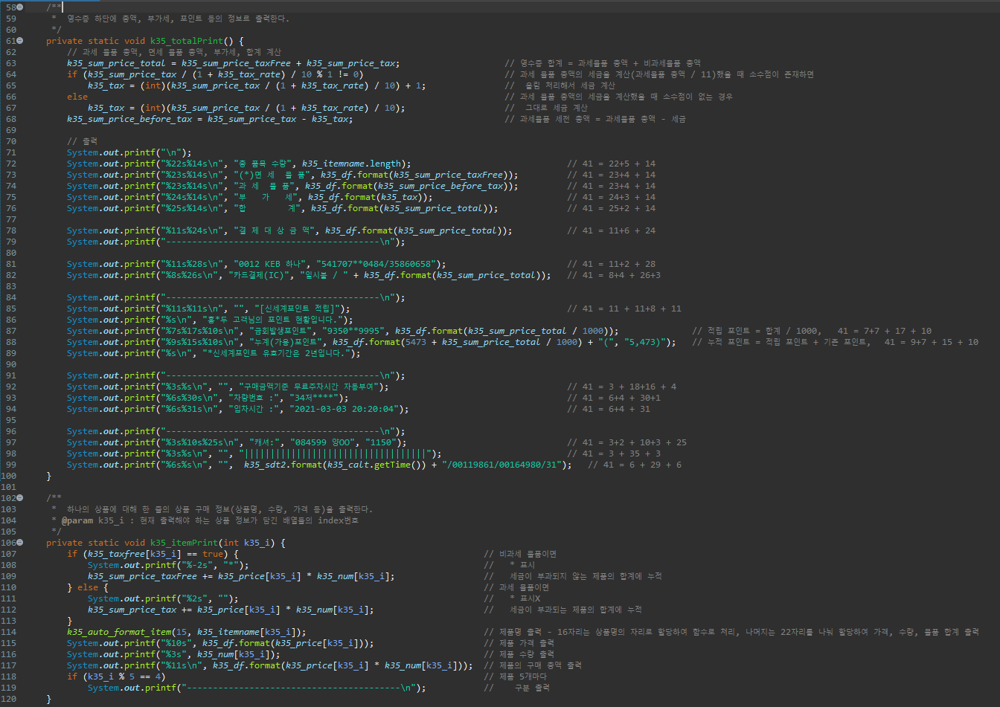 58 /**
59  *  영수증 하단에 총액, 부가세, 포인트 등의 정보르 출력한다.
60  */
61 private static void k35_totalPrint() {
62     // 과세 물품 총액, 면세 물품 총액, 부가세, 합계 계산
63     k35_sum_price_total = k35_sum_price_taxFree + k35_sum_price_tax; // 영수증 합계 = 과세물품 총액 + 비과세물품 총액
64     if (k35_sum_price_tax / (1 + k35_tax_rate) / 10 % 1 != 0) // 과세 물품 총액의 세금을 계산(과세물품 총액 / 11)했을 때 소수점이 존재하면
65         k35_tax = (int)(k35_sum_price_tax / (1 + k35_tax_rate) / 10) + 1; //  올림 처리해서 세금 계산
66     else // 과세 물품 총액의 세금을 계산했을 때 소수점이 없는 경우
67         k35_tax = (int)(k35_sum_price_tax / (1 + k35_tax_rate) / 10); //  그대로 세금 계산
68     k35_sum_price_before_tax = k35_sum_price_tax - k35_tax; // 과세물품 세전 총액 = 과세물품 총액 - 세금
69
70     // 출력
71     System.out.printf("\n");
72     System.out.printf("%22s%14s\n", "총 품목 수량", k35_itemname.length); // 41 = 22+5 + 14
73     System.out.printf("%23s%14s\n", "(*)면 세  물 품", k35_df.format(k35_sum_price_taxFree)); // 41 = 23+4 + 14
74     System.out.printf("%23s%14s\n", "과 세  물 품", k35_df.format(k35_sum_price_before_tax)); // 41 = 23+4 + 14
75     System.out.printf("%24s%14s\n", "부   가   세", k35_df.format(k35_tax)); // 41 = 24+3 + 14
76     System.out.printf("%25s%14s\n", "합        계", k35_df.format(k35_sum_price_total)); // 41 = 25+2 + 14
77
78     System.out.printf("%11s%24s\n", "결 제 대 상 금 액", k35_df.format(k35_sum_price_total)); // 41 = 11+6 + 24
79     System.out.printf("-----------------------------------------\n");
80
81     System.out.printf("%11s%28s\n", "0012 KEB 하나", "541707**0484/35860658"); // 41 = 11+2 + 28
82     System.out.printf("%8s%26s\n", "카드결제(IC)", "일시불 / " + k35_df.format(k35_sum_price_total)); // 41 = 8+4 + 26+3
83
84     System.out.printf("-----------------------------------------\n");
85     System.out.printf("%11s%11s\n", "", "[신세계포인트 적립]"); // 41 = 11 + 11+8 + 11
86     System.out.printf("%s\n", "홍*두 고객님의 포인트 현황입니다.");
87     System.out.printf("%7s%17s%10s\n", "금회발생포인트", "9350**9995", k35_df.format(k35_sum_price_total / 1000)); // 적립 포인트 = 합계 / 1000,   41 = 7+7 + 17 + 10
88     System.out.printf("%9s%15s%10s\n", "누계(가용)포인트", k35_df.format(5473 + k35_sum_price_total / 1000) + "(", "5,473)"); // 누적 포인트 = 적립 포인트 + 기존 포인트,   41 = 9+7 + 15 + 10
89     System.out.printf("%s\n", "*신세계포인트 유효기간은 2년입니다.");
90
91     System.out.printf("-----------------------------------------\n");
92     System.out.printf("%3s%s\n", "", "구매금액기준 무료주차시간 자동부여"); // 41 = 3 + 18+16 + 4
93     System.out.printf("%6s%30s\n", "차량번호 :", "34저****"); // 41 = 6+4 + 30+1
94     System.out.printf("%6s%31s\n", "입차시간 :", "2021-03-03 20:20:04"); // 41 = 6+4 + 31
95
96     System.out.printf("-----------------------------------------\n");
97     System.out.printf("%3s%10s%25s\n", "캐셔:", "084599 양OO", "1150"); // 41 = 3+2 + 10+3 + 25
98     System.out.printf("%3s%s\n", "", "|||||||||||||||||||||||||||||||||||"); // 41 = 3 + 35 + 3
99     System.out.printf("%6s%s\n", "",  k35_sdt2.format(k35_calt.getTime()) + "/00119861/00164980/31"); // 41 = 6 + 29 + 6
100 }
101
102 /**
103  *  하나의 상품에 대해 한 줄의 상품 구매 정보(상품명, 수량, 가격 등)을 출력한다.
104  * @param k35_i : 현재 출력해야 하는 상품 정보가 담긴 배열들의 index번호
105  */
106 private static void k35_itemPrint(int k35_i) {
107     if (k35_taxfree[k35_i] == true) { // 비과세 물품이면
108         System.out.printf("%-2s", "*"); //   * 표시
109         k35_sum_price_taxFree += k35_price[k35_i] * k35_num[k35_i]; //   세금이 부과되지 않는 제품의 합계에 누적
110     } else { // 과세 물품이면
111         System.out.printf("%2s", ""); //   * 표시X
112         k35_sum_price_tax += k35_price[k35_i] * k35_num[k35_i]; //   세금이 부과되는 제품의 합계에 누적
113     }
114     k35_auto_format_item(15, k35_itemname[k35_i]); // 제품명 출력 - 16자리는 상품명의 자리로 할당하여 함수로 처리, 나머지는 22자리를 나눠 할당하여 가격, 수량, 물품 합계 출력
115     System.out.printf("%10s", k35_df.format(k35_price[k35_i])); // 제품 가격 출력
116     System.out.printf("%3s", k35_num[k35_i]); // 제품 수량 출력
117     System.out.printf("%11s\n", k35_df.format(k35_price[k35_i] * k35_num[k35_i])); // 제품의 구매 총액 출력
118     if (k35_i % 5 == 4) // 제품 5개마다
119         System.out.printf("-----------------------------------------\n"); //    구분 출력
120 }